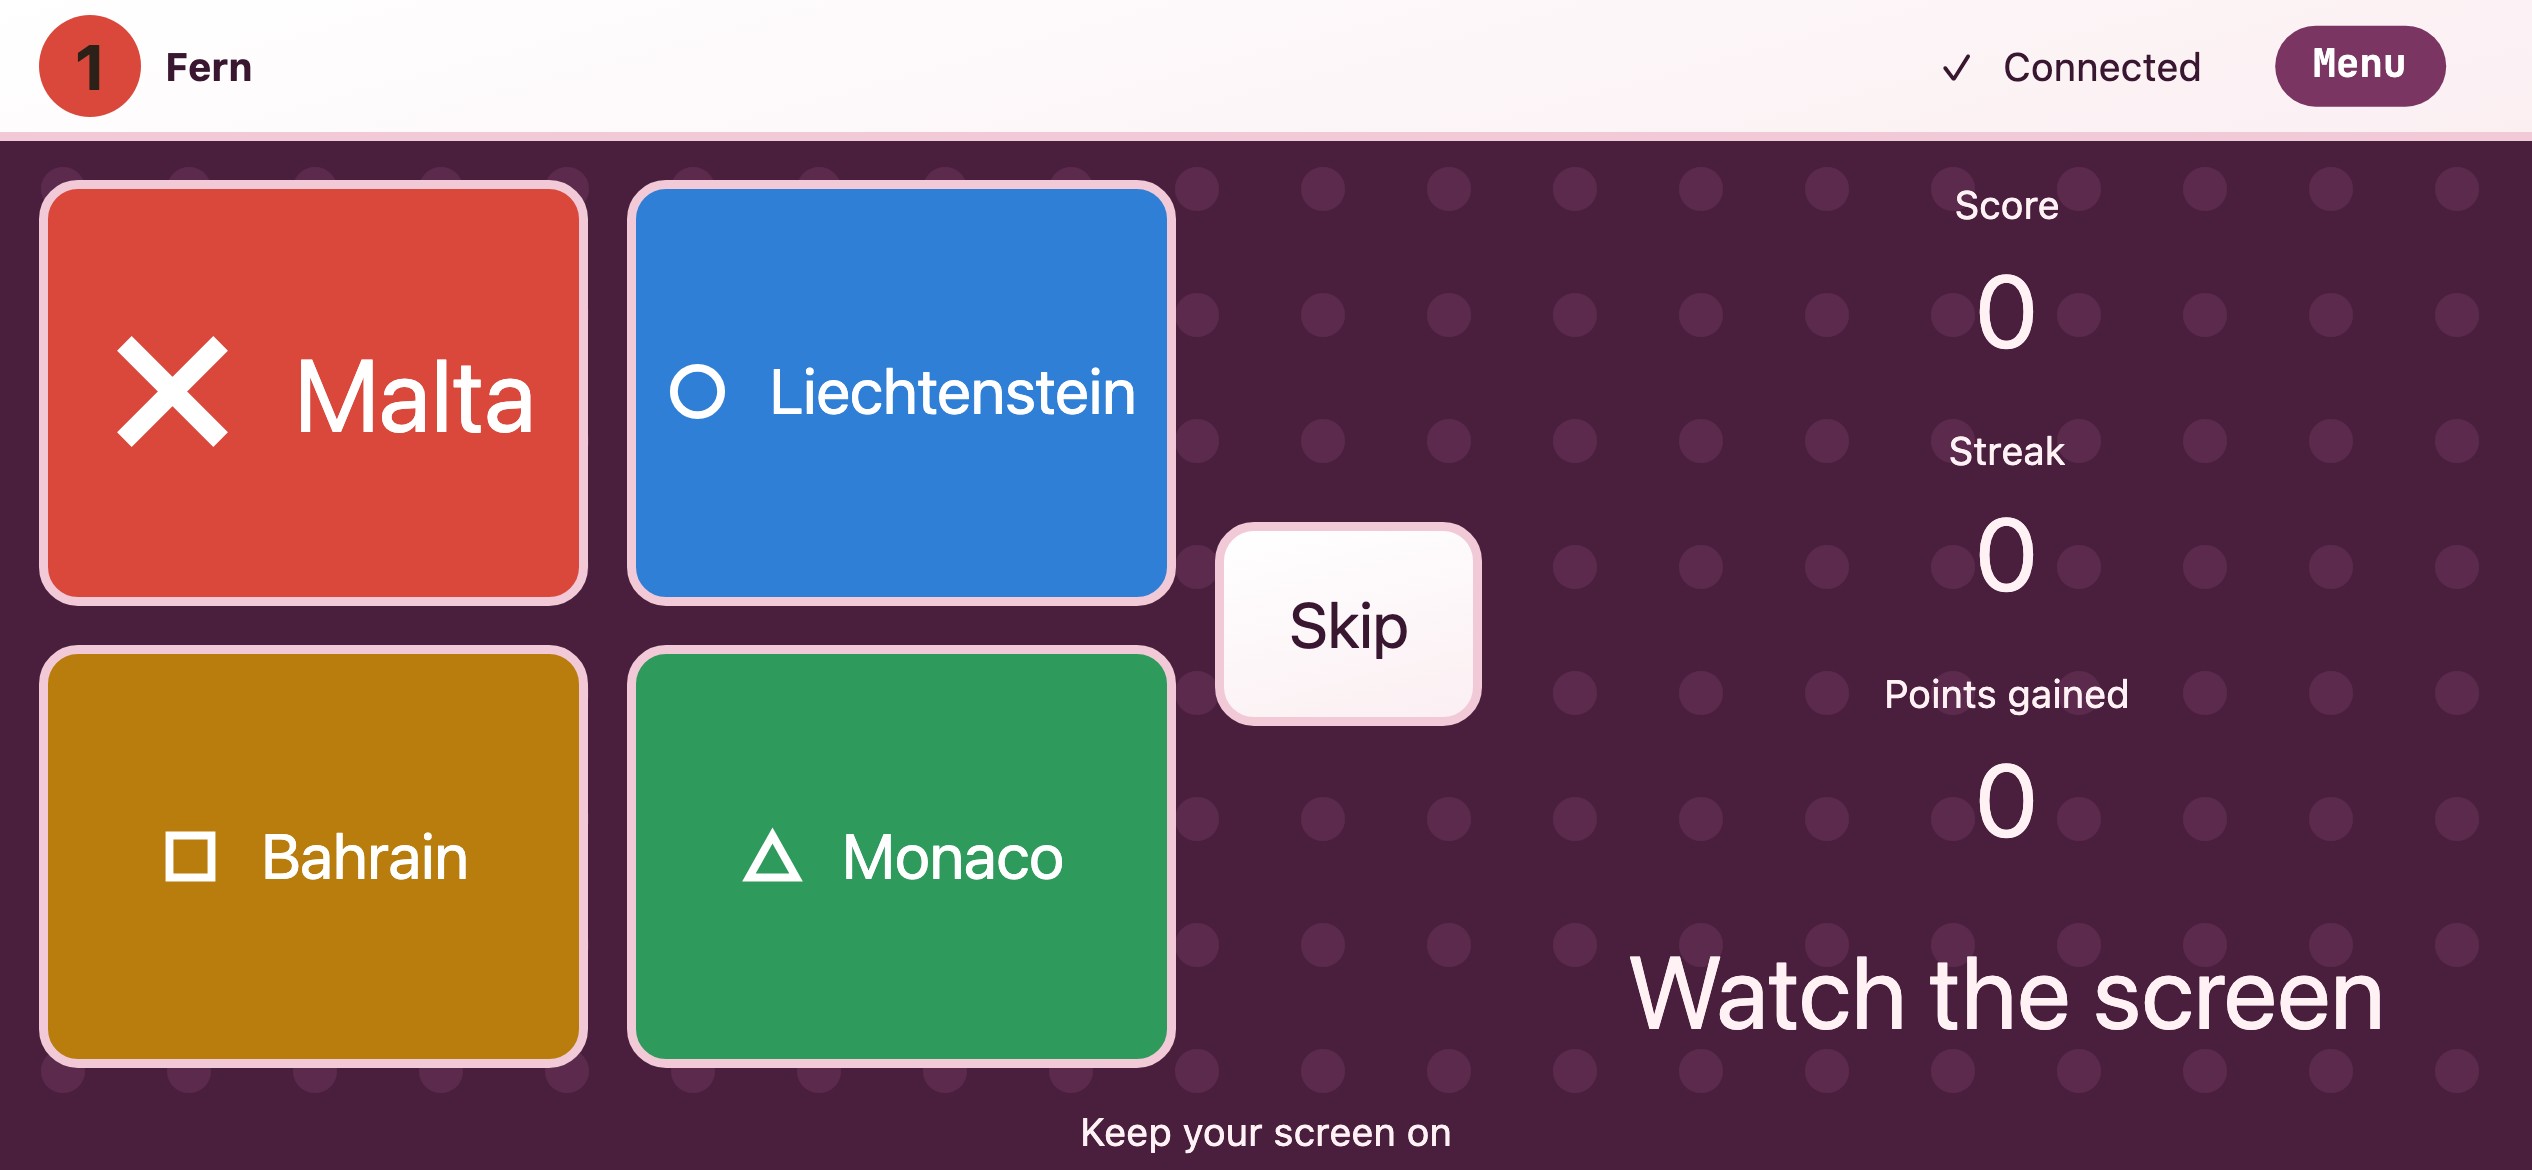 1 Fern
✓ Connected
Menu
Malta
Liechtenstein
Bahrain
Monaco
Skip
Score
0
Streak
0
Points gained
0
Watch the screen
Keep your screen on